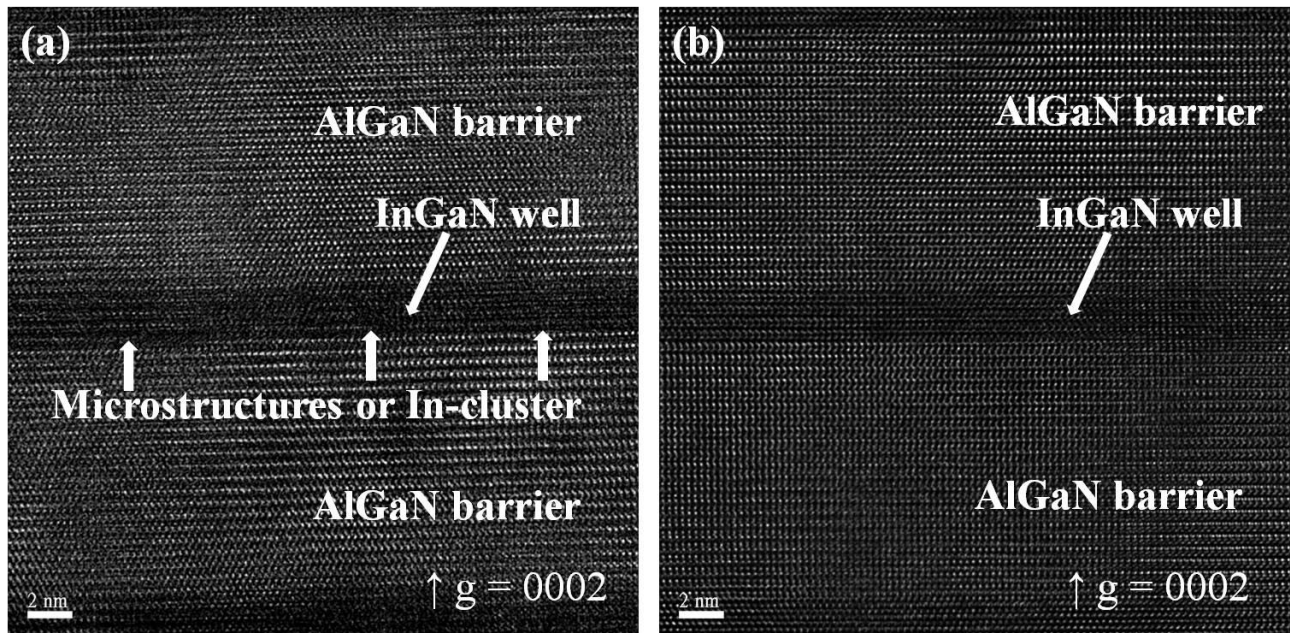 (a)
AlGaN barrier
InGaN well
Microstructures or In-cluster
AlGaN barrier
↑ g = 0002
2 nm
(b)
AlGaN barrier
InGaN well
AlGaN barrier
↑ g = 0002
2 nm